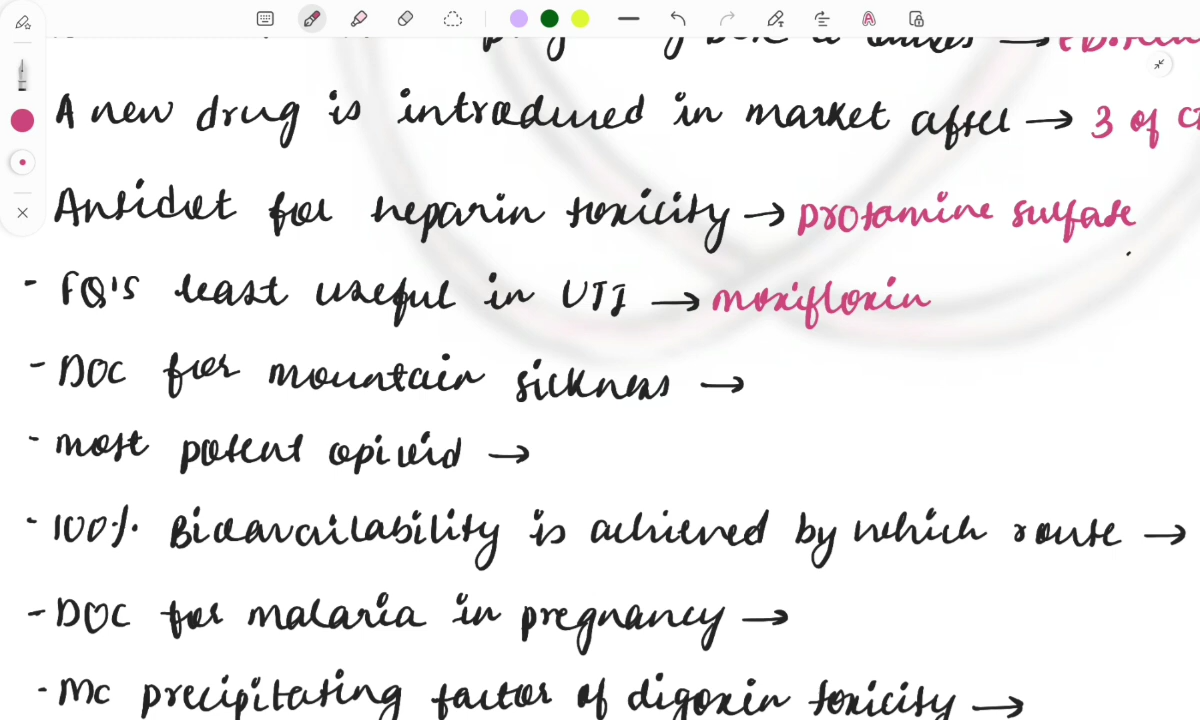 A new drug is introduced in market after → 3 of
Antidot for heparin toxicity → protamine sulfate
- FQ's least useful in UTI → moxifloxin
- DOC for mountain sickness →
- most potent opioid →
- 100% Bioavailability is achieved by which route →
- DOC for malaria in pregnancy →
- Mc precipitating factor of digoxin toxicity →